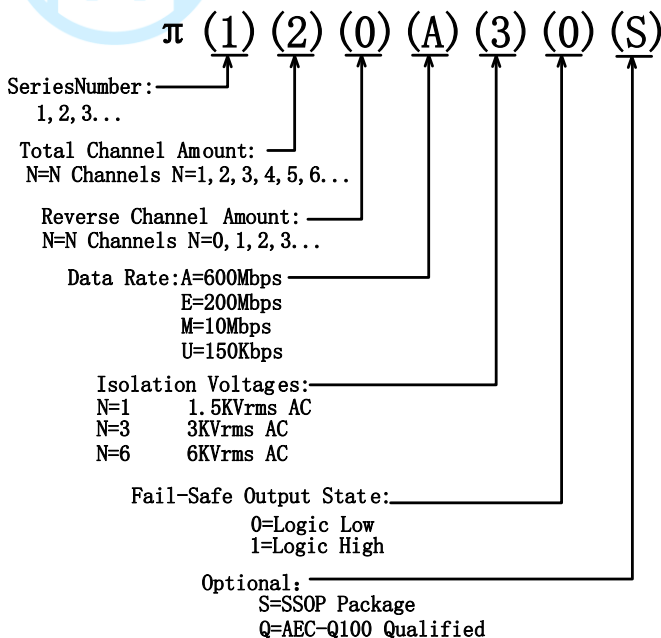 π (1) (2) (0) (A) (3) (0) (S)
SeriesNumber:
1,2,3...
Total Channel Amount:
N=N Channels N=1,2,3,4,5,6...
Reverse Channel Amount:
N=N Channels N=0,1,2,3...
Data Rate:A=600Mbps
E=200Mbps
M=10Mbps
U=150Kbps
Isolation Voltages:
N=1 1.5KVrms AC
N=3 3KVrms AC
N=6 6KVrms AC
Fail-Safe Output State:
0=Logic Low
1=Logic High
Optional:
S=SSOP Package
Q=AEC-Q100 Qualified